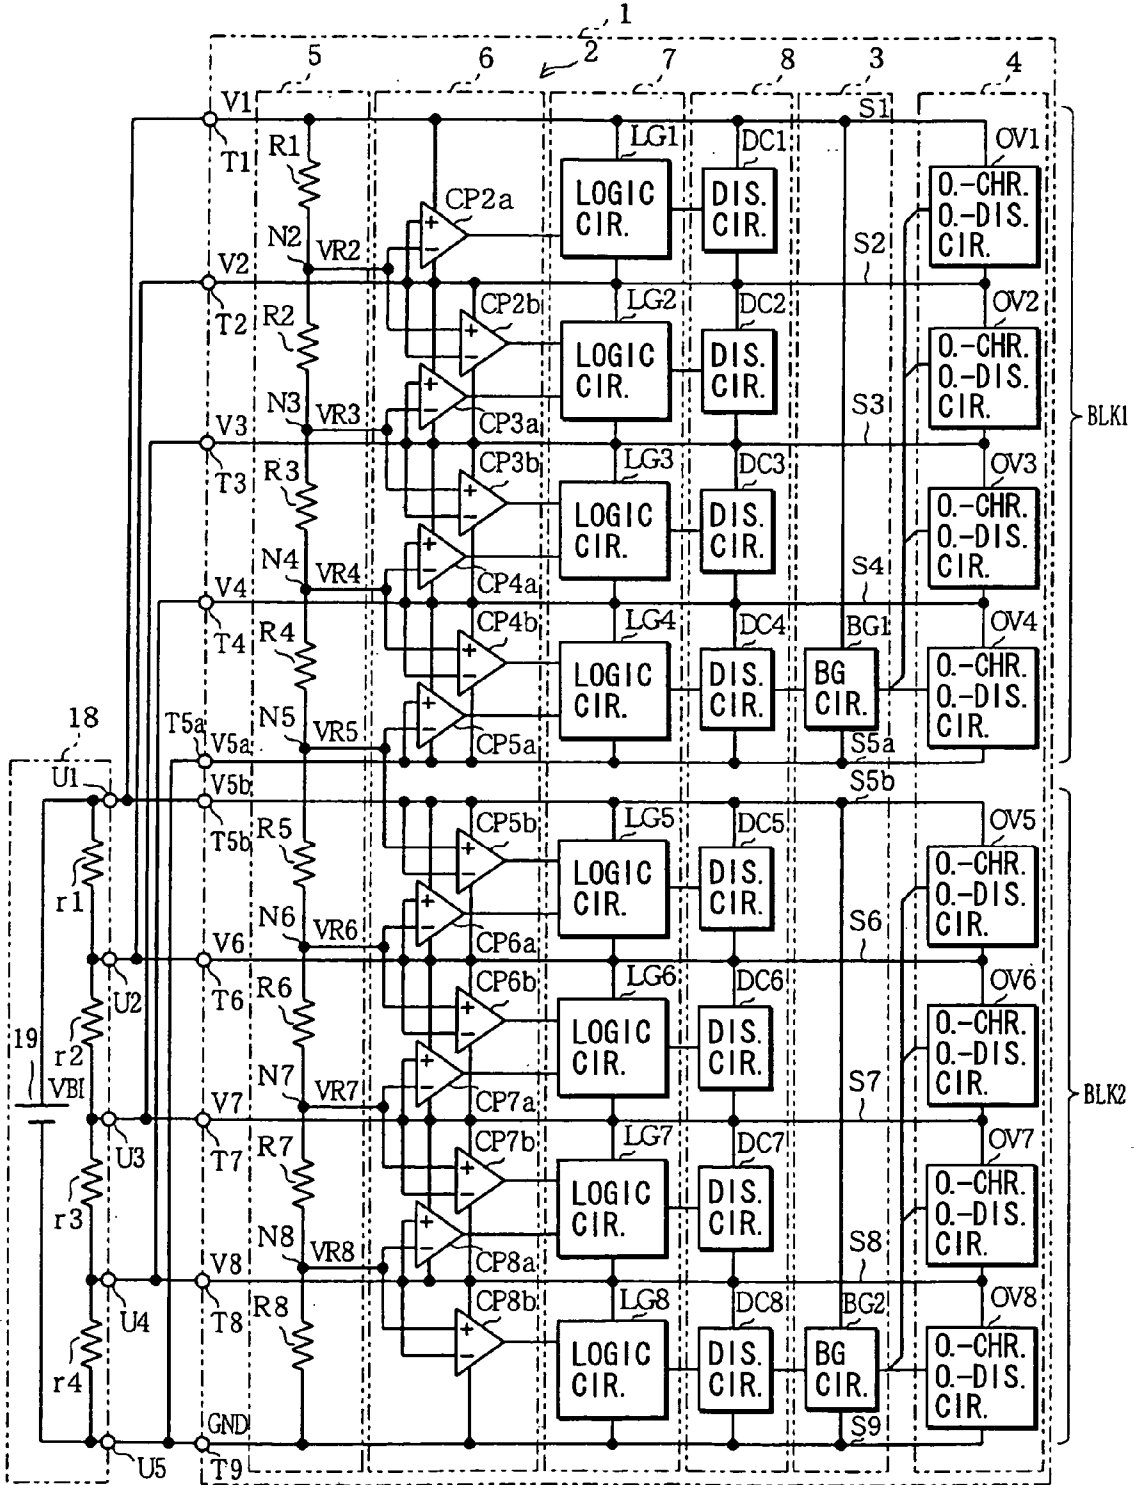 1
5
6
2
7
8
3
4
V1
S1
T1
R1
LG1
DC1
OV1
CP2a
LOGIC
CIR.
DIS.
CIR.
O.-CHR.
O.-DIS.
CIR.
N2
VR2
S2
V2
T2
R2
CP2b
LG2
DC2
OV2
LOGIC
CIR.
DIS.
CIR.
O.-CHR.
O.-DIS.
CIR.
N3
VR3
CP3a
S3
BLK1
V3
T3
R3
CP3b
LG3
DC3
OV3
LOGIC
CIR.
DIS.
CIR.
O.-CHR.
O.-DIS.
CIR.
N4
VR4
CP4a
S4
V4
T4
R4
CP4b
LG4
DC4
BG1
OV4
LOGIC
CIR.
DIS.
CIR.
BG
CIR.
O.-CHR.
O.-DIS.
CIR.
18
T5a
N5
VR5
CP5a
V5a
S5a
U1
V5b
S5b
T5b
R5
CP5b
LG5
DC5
OV5
r1
LOGIC
CIR.
DIS.
CIR.
O.-CHR.
O.-DIS.
CIR.
N6
VR6
CP6a
V6
S6
U2
T6
R6
CP6b
LG6
DC6
OV6
r2
LOGIC
CIR.
DIS.
CIR.
O.-CHR.
O.-DIS.
CIR.
19
VBI
N7
VR7
CP7a
S7
BLK2
V7
U3
T7
R7
CP7b
LG7
DC7
OV7
r3
LOGIC
CIR.
DIS.
CIR.
O.-CHR.
O.-DIS.
CIR.
N8
VR8
CP8a
S8
V8
U4
T8
R8
CP8b
LG8
DC8
BG2
OV8
r4
LOGIC
CIR.
DIS.
CIR.
BG
CIR.
O.-CHR.
O.-DIS.
CIR.
GND
S9
U5
T9